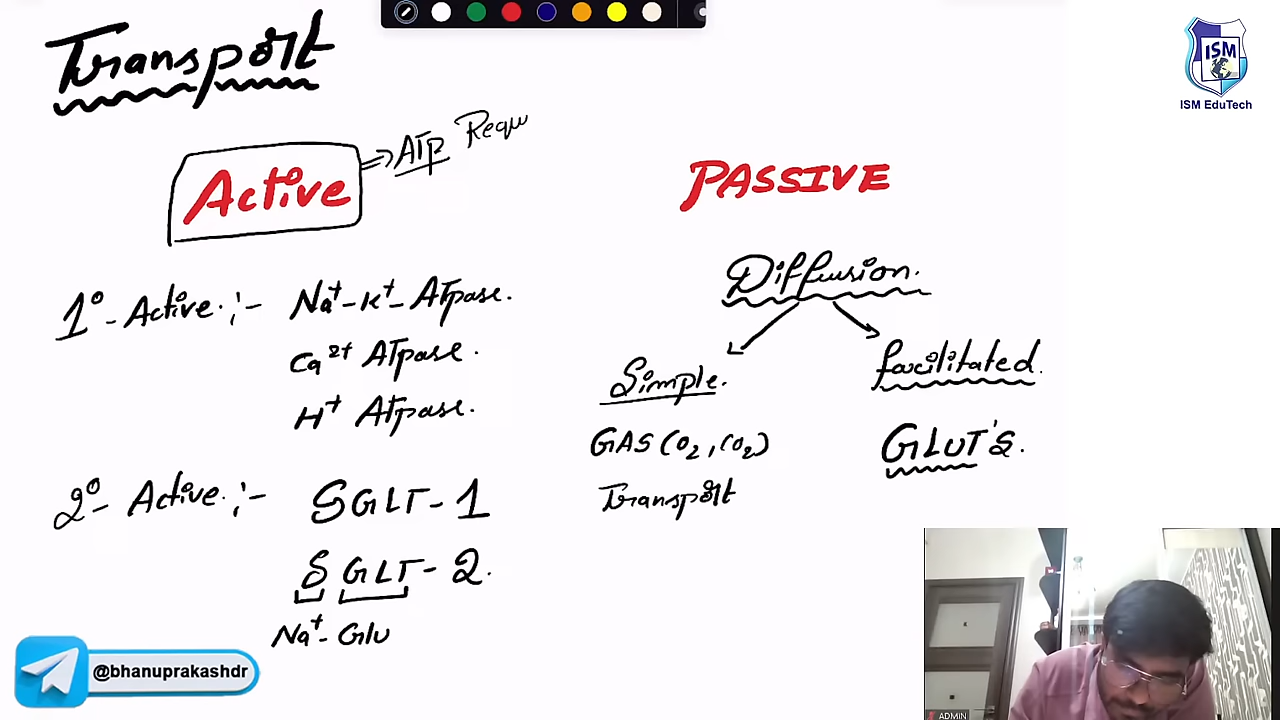 Transport
ISM
ISM EduTech
Active
ATP Requ
PASSIVE
1° - Active :- Na⁺-K⁺-ATpase.
Ca²⁺ ATpase.
H⁺ ATpase.
2° - Active :- SGLT-1
SGLT-2.
Na⁺-Glu
Diffusion.
Simple.
GAS (O₂, CO₂)
Transport
facilitated.
GLUT'S.
@bhanuprakashdr
ADMIN